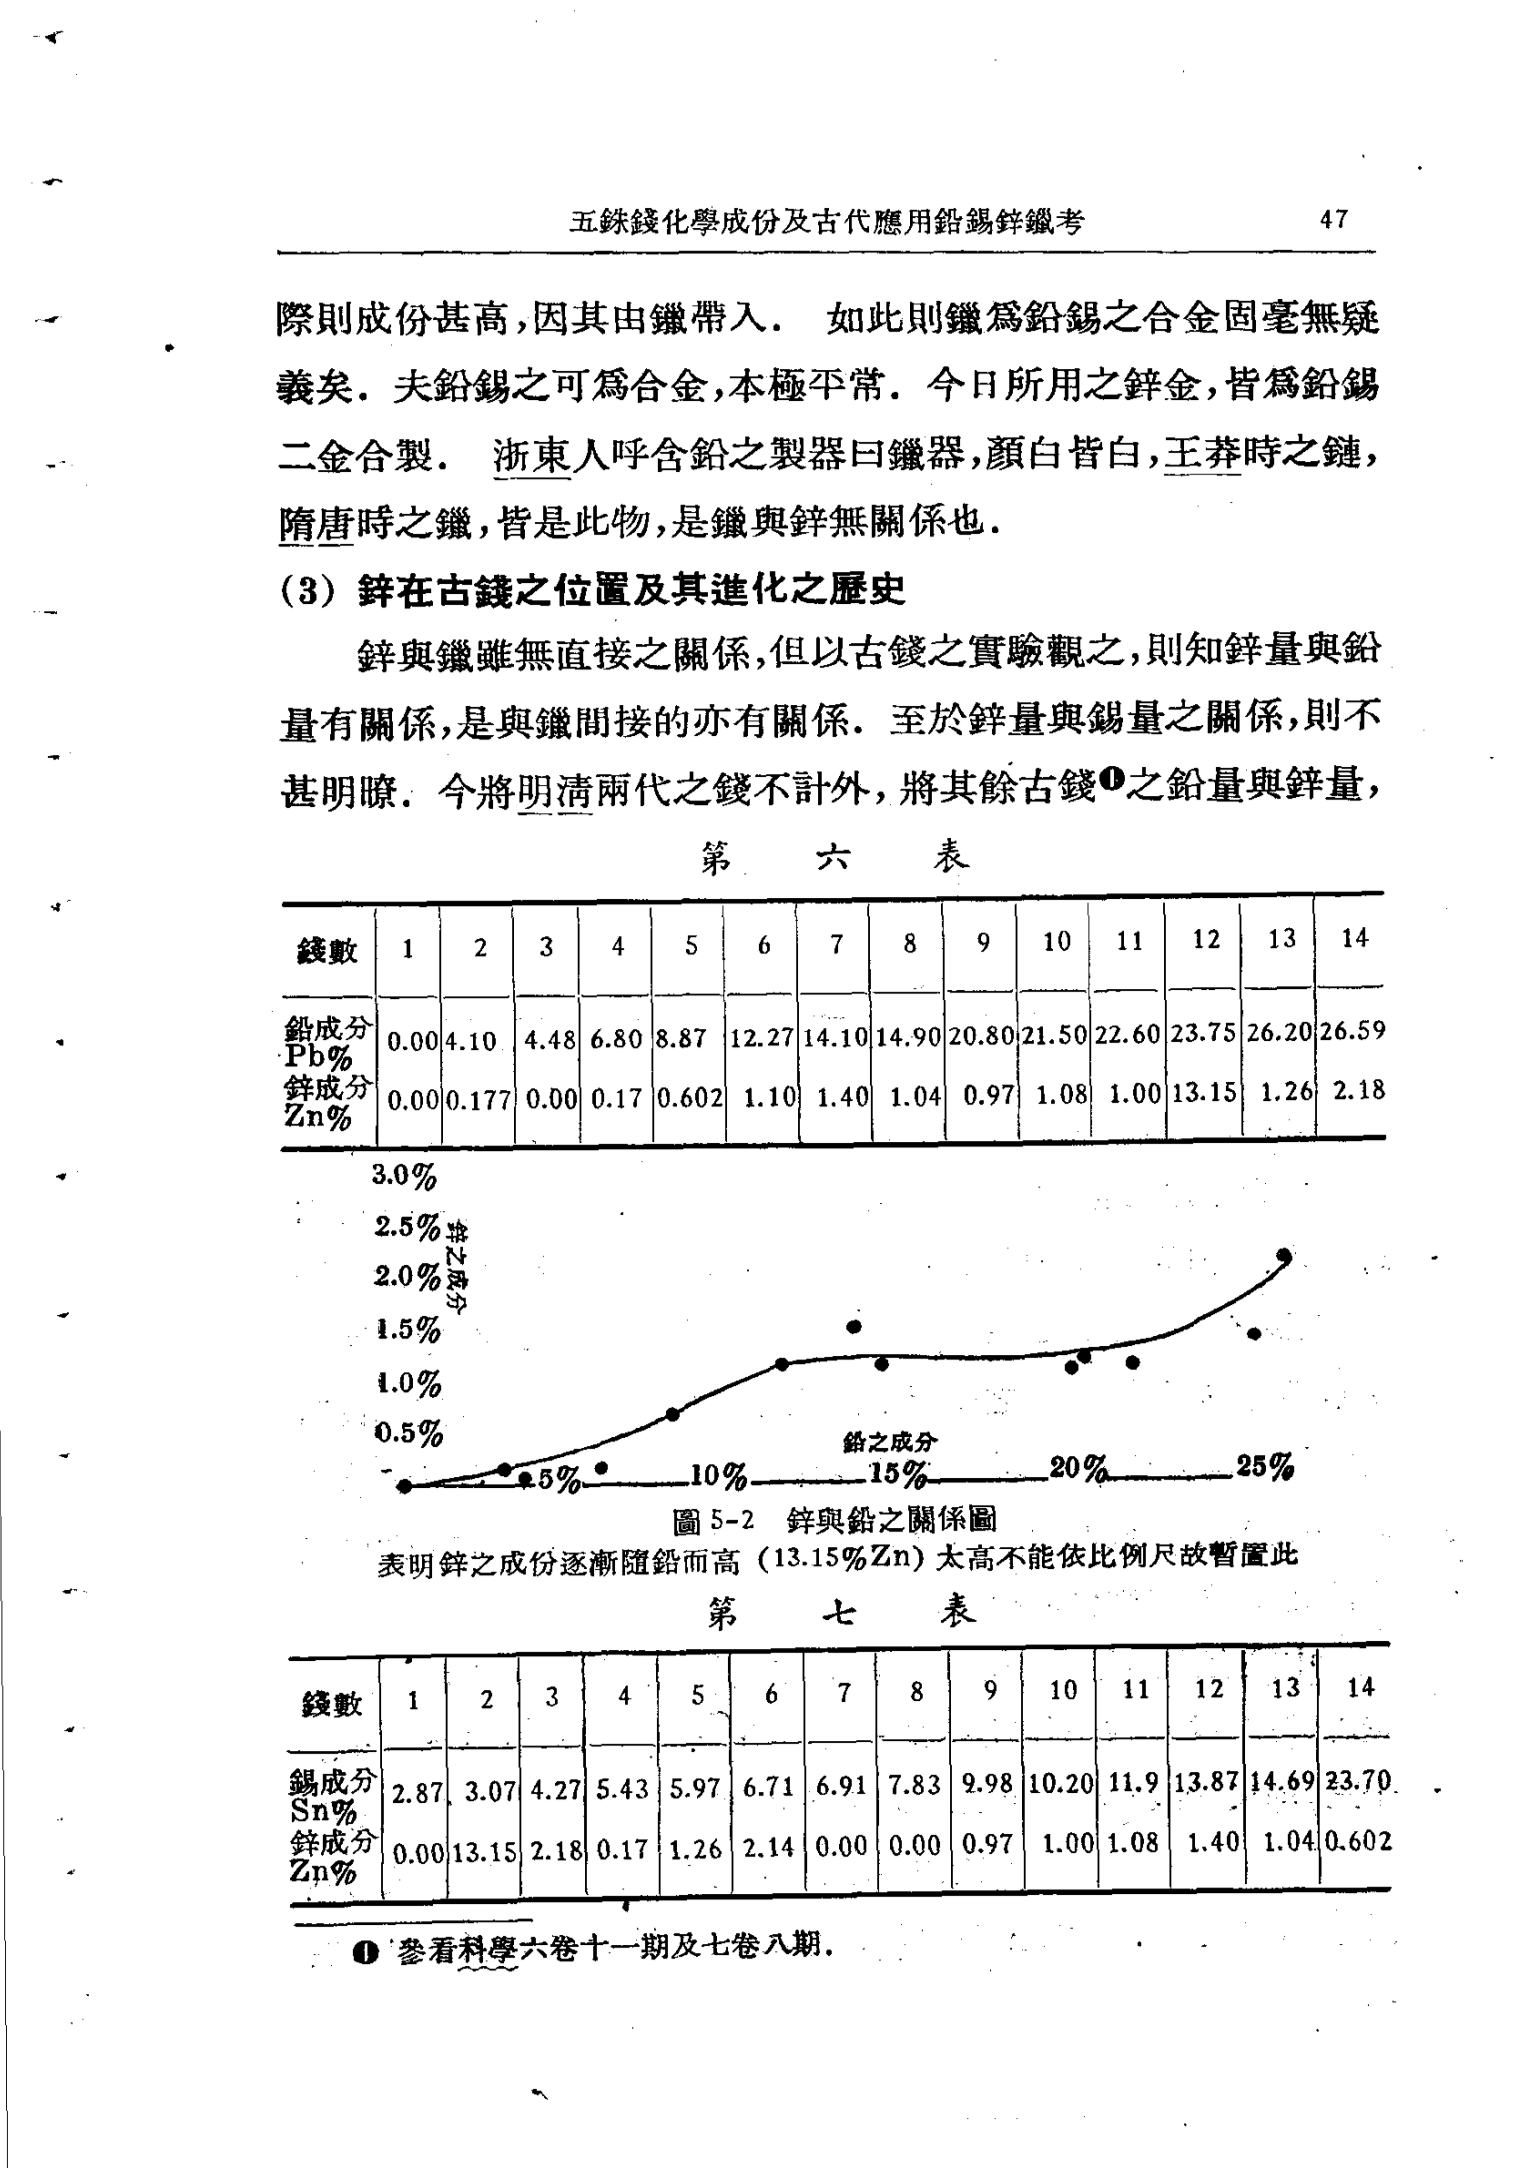 五銖錢化學成份及古代應用鉛錫鋅鑞考 47
際則成份甚高,因其由鑞帶入. 如此則鑞爲鉛錫之合金固毫無疑
義矣. 夫鉛錫之可爲合金,本極平常. 今日所用之鋅金,皆爲鉛錫
二金合製. 浙東人呼含鉛之製器曰鑞器,顏白皆白,王莽時之鏈,
隋唐時之鑞,皆是此物,是鑞與鋅無關係也.
(3) 鋅在古錢之位置及其進化之歷史
鋅與鑞雖無直接之關係,但以古錢之實驗觀之,則知鋅量與鉛
量有關係,是與鑞間接的亦有關係. 至於鋅量與錫量之關係,則不
甚明瞭. 今將明清兩代之錢不計外,將其餘古錢❶之鉛量與鋅量,
第 六 表
錢數 1 2 3 4 5 6 7 8 9 10 11 12 13 14
鉛成分 Pb% 0.00 4.10 4.48 6.80 8.87 12.27 14.10 14.90 20.80 21.50 22.60 23.75 26.20 26.59
鋅成分 Zn% 0.00 0.177 0.00 0.17 0.602 1.10 1.40 1.04 0.97 1.08 1.00 13.15 1.26 2.18
3.0%
2.5%
2.0%
1.5%
1.0%
0.5%
鋅之成分
鉛之成分
5% 10% 15% 20% 25%
圖 5-2 鋅與鉛之關係圖
表明鋅之成份逐漸隨鉛而高 (13.15%Zn) 太高不能依比例尺故暫置此
第 七 表
錢數 1 2 3 4 5 6 7 8 9 10 11 12 13 14
錫成分 Sn% 2.87 3.07 4.27 5.43 5.97 6.71 6.91 7.83 9.98 10.20 11.9 13.87 14.69 23.70
鋅成分 Zn% 0.00 13.15 2.18 0.17 1.26 2.14 0.00 0.00 0.97 1.00 1.08 1.40 1.04 0.602
❶ 參看科學六卷十一期及七卷八期.